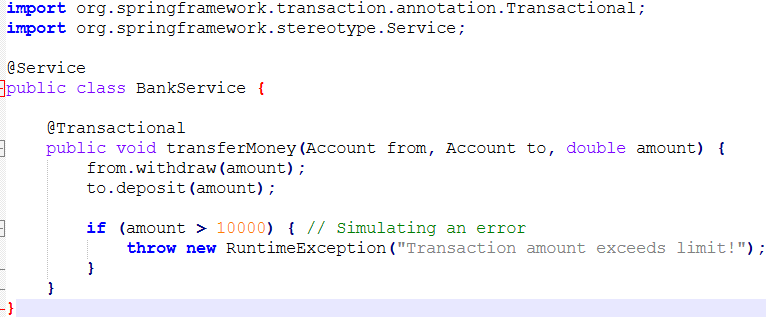 import org.springframework.transaction.annotation.Transactional;
import org.springframework.stereotype.Service;
@Service
public class BankService {
@Transactional
public void transferMoney(Account from, Account to, double amount) {
from.withdraw(amount);
to.deposit(amount);
if (amount > 10000) { // Simulating an error
throw new RuntimeException("Transaction amount exceeds limit!");
}
}
}